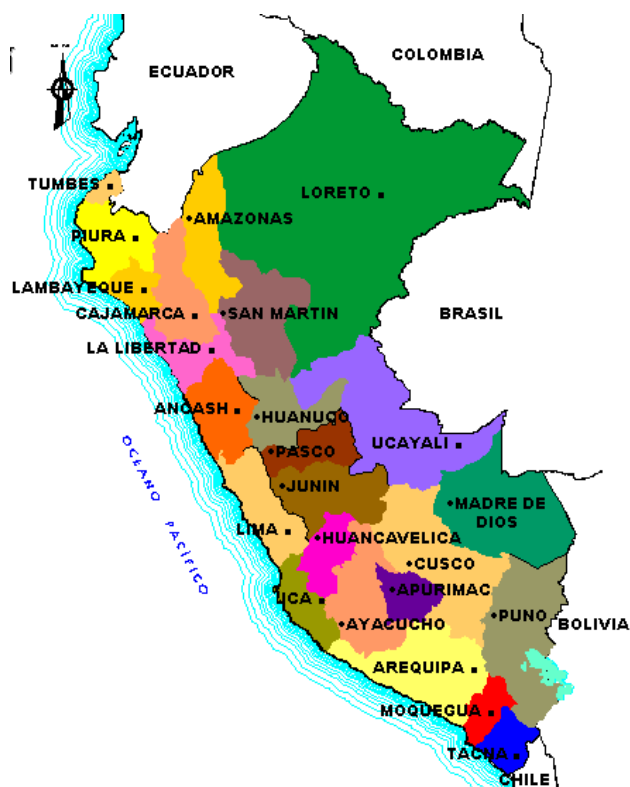 COLOMBIA
ECUADOR
TUMBES
LORETO
AMAZONAS
PIURA
LAMBAYEQUE
CAJAMARCA
SAN MARTIN
BRASIL
LA LIBERTAD
ANCASH
HUANUCO
UCAYALI
PASCO
JUNIN
MADRE DE
DIOS
OCEANO PACÍFICO
LIMA
HUANCAVELICA
CUSCO
APURIMAC
ICA
PUNO
AYACUCHO
BOLIVIA
AREQUIPA
MOQUEGUA
TACNA
CHILE